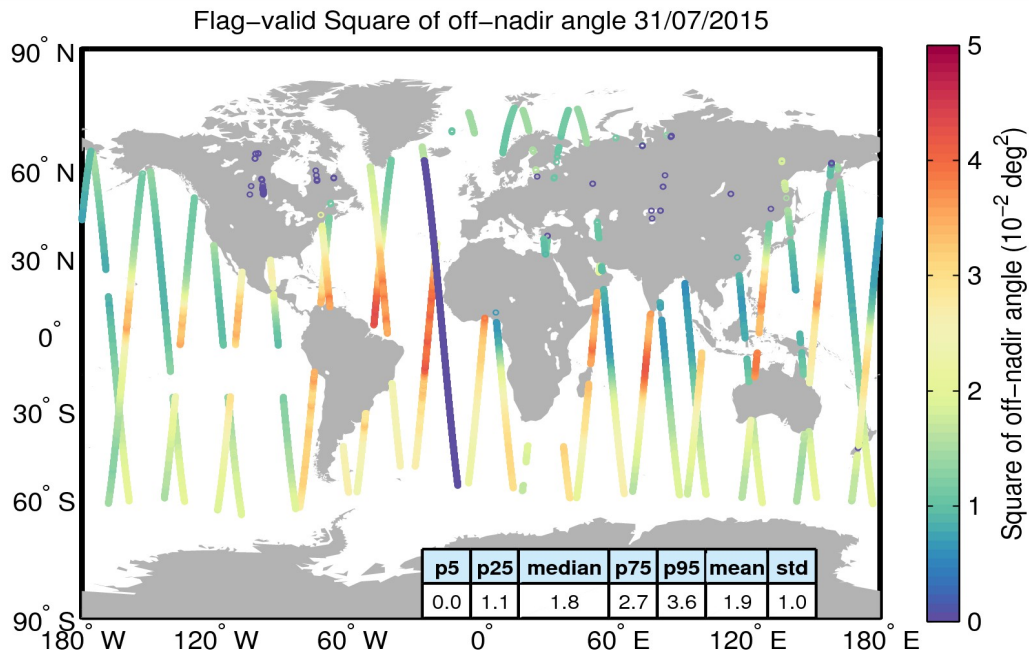 Flag−valid Square of off−nadir angle 31/07/2015
90° N
60° N
30° N
0°
30° S
60° S
90° S
180° W
120° W
60° W
0°
60° E
120° E
180° E
p5 p25 median p75 p95 mean std
0.0 1.1 1.8 2.7 3.6 1.9 1.0
5
4
3
2
1
0
Square of off−nadir angle (10⁻² deg²)